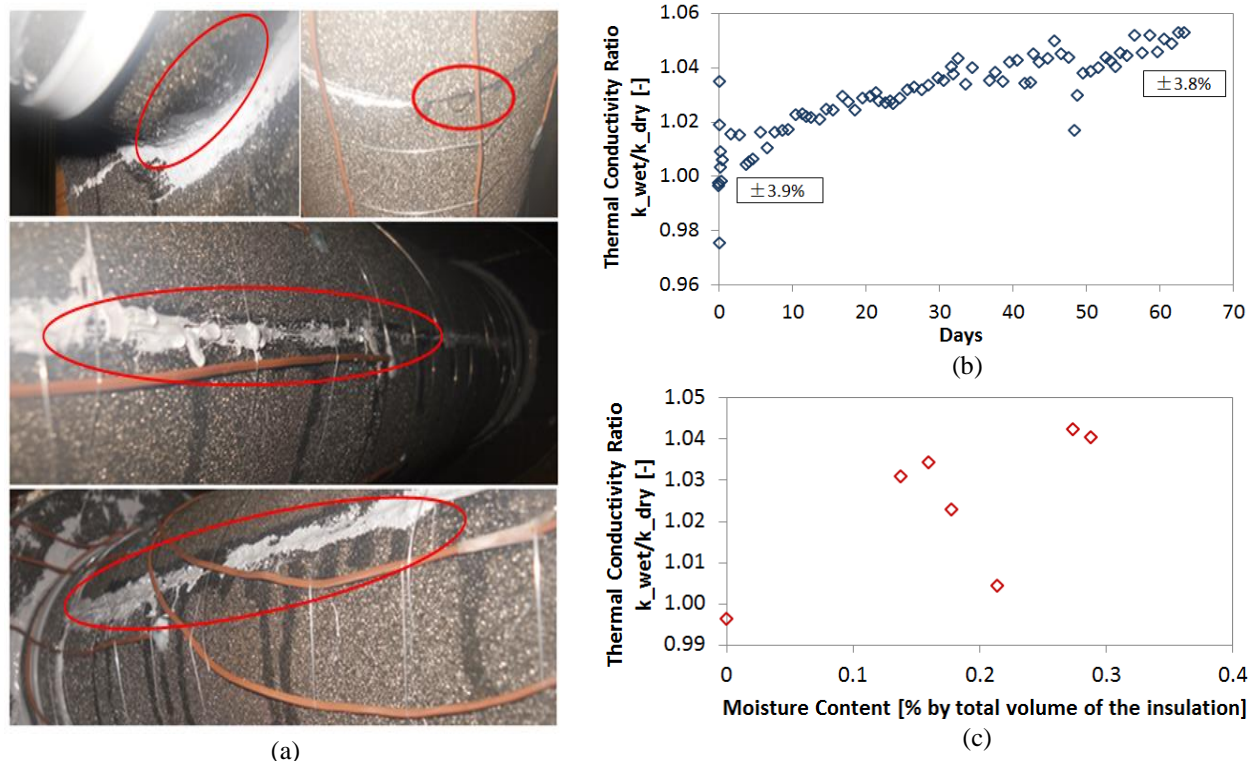 (a)
Thermal Conductivity Ratio
k_wet/k_dry [-]
1.06
1.04
1.02
1.00
0.98
0.96
±3.9%
±3.8%
0 10 20 30 40 50 60 70
Days
(b)
Thermal Conductivity Ratio
k_wet/k_dry [-]
1.05
1.04
1.03
1.02
1.01
1.00
0.99
0 0.1 0.2 0.3 0.4
Moisture Content [% by total volume of the insulation]
(c)